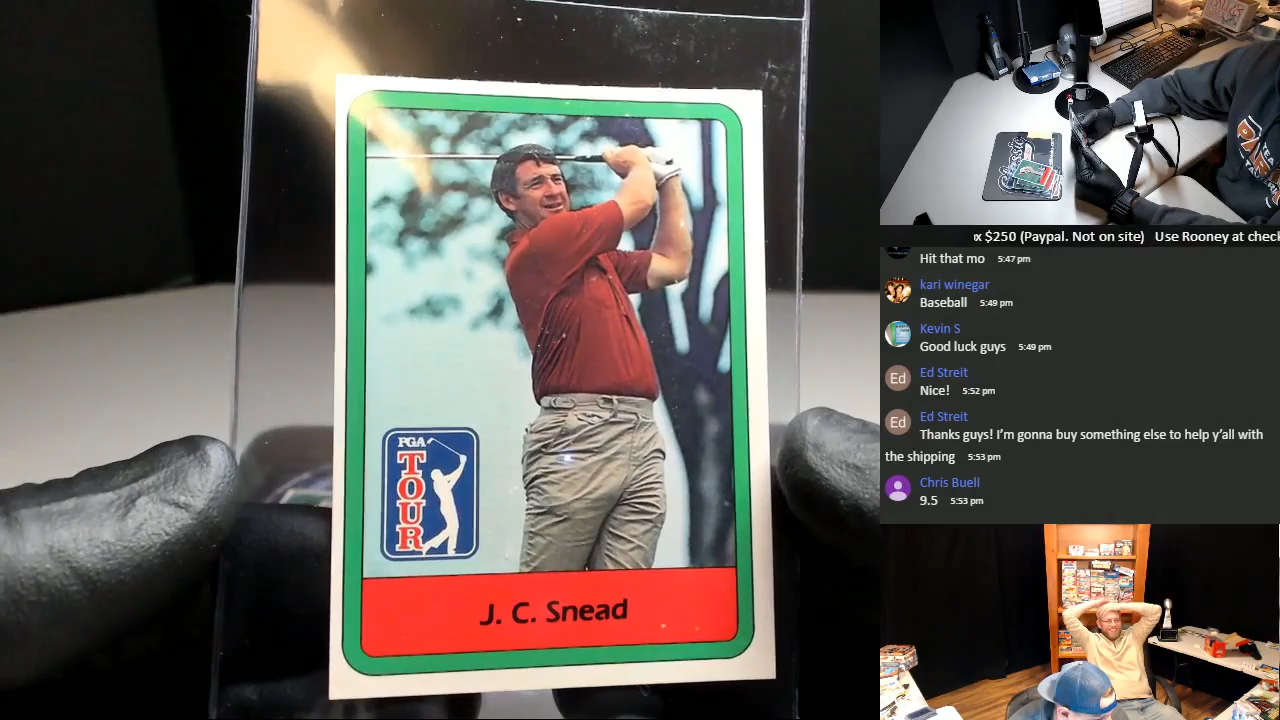 PGA
TOUR
J. C. Snead
x $250 (Paypal. Not on site) Use Rooney at check
Hit that mo 5:47 pm
kari winegar
Baseball 5:49 pm
Kevin S
Good luck guys 5:49 pm
Ed
Ed Streit
Nice! 5:52 pm
Ed
Ed Streit
Thanks guys! I'm gonna buy something else to help y'all with
the shipping 5:53 pm
Chris Buell
9.5 5:53 pm